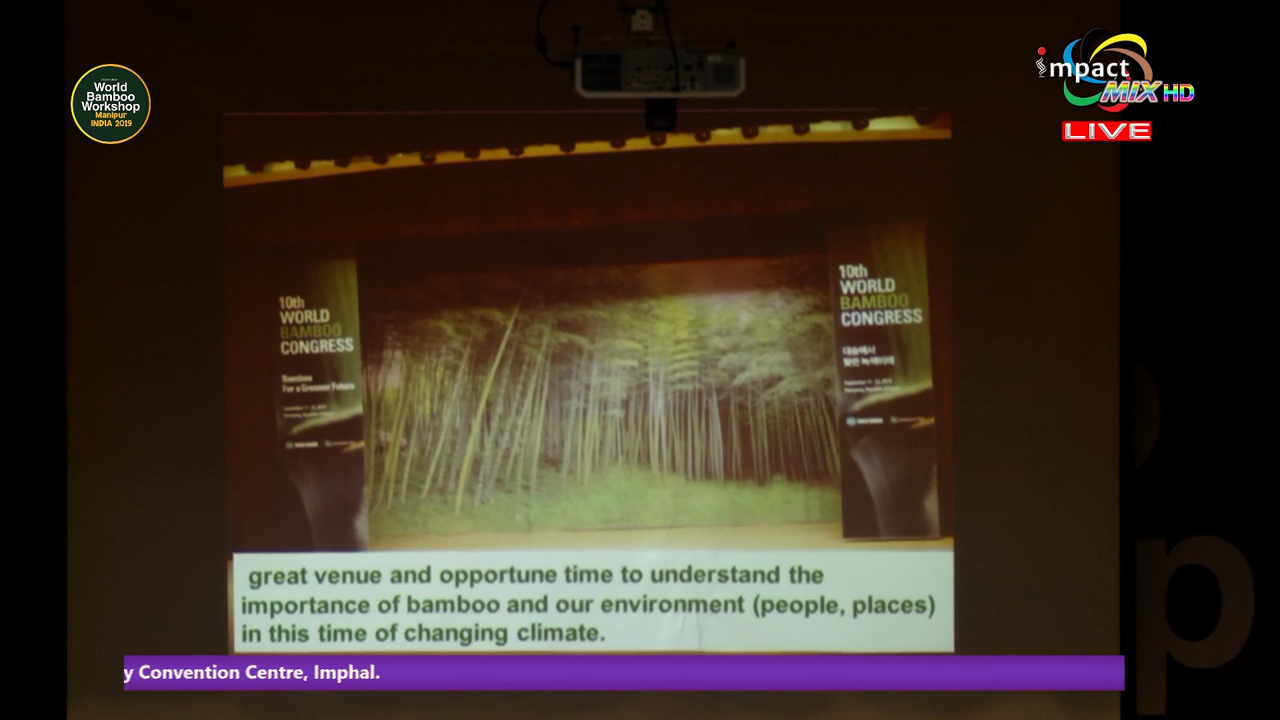 World
Bamboo
Workshop
Manipur
INDIA 2019
impact
MIX HD
LIVE
10th
WORLD
BAMBOO
CONGRESS
Bamboo
For a Greener Future
10th
WORLD
BAMBOO
CONGRESS
great venue and opportune time to understand the
importance of bamboo and our environment (people, places)
in this time of changing climate.
y Convention Centre, Imphal.
p